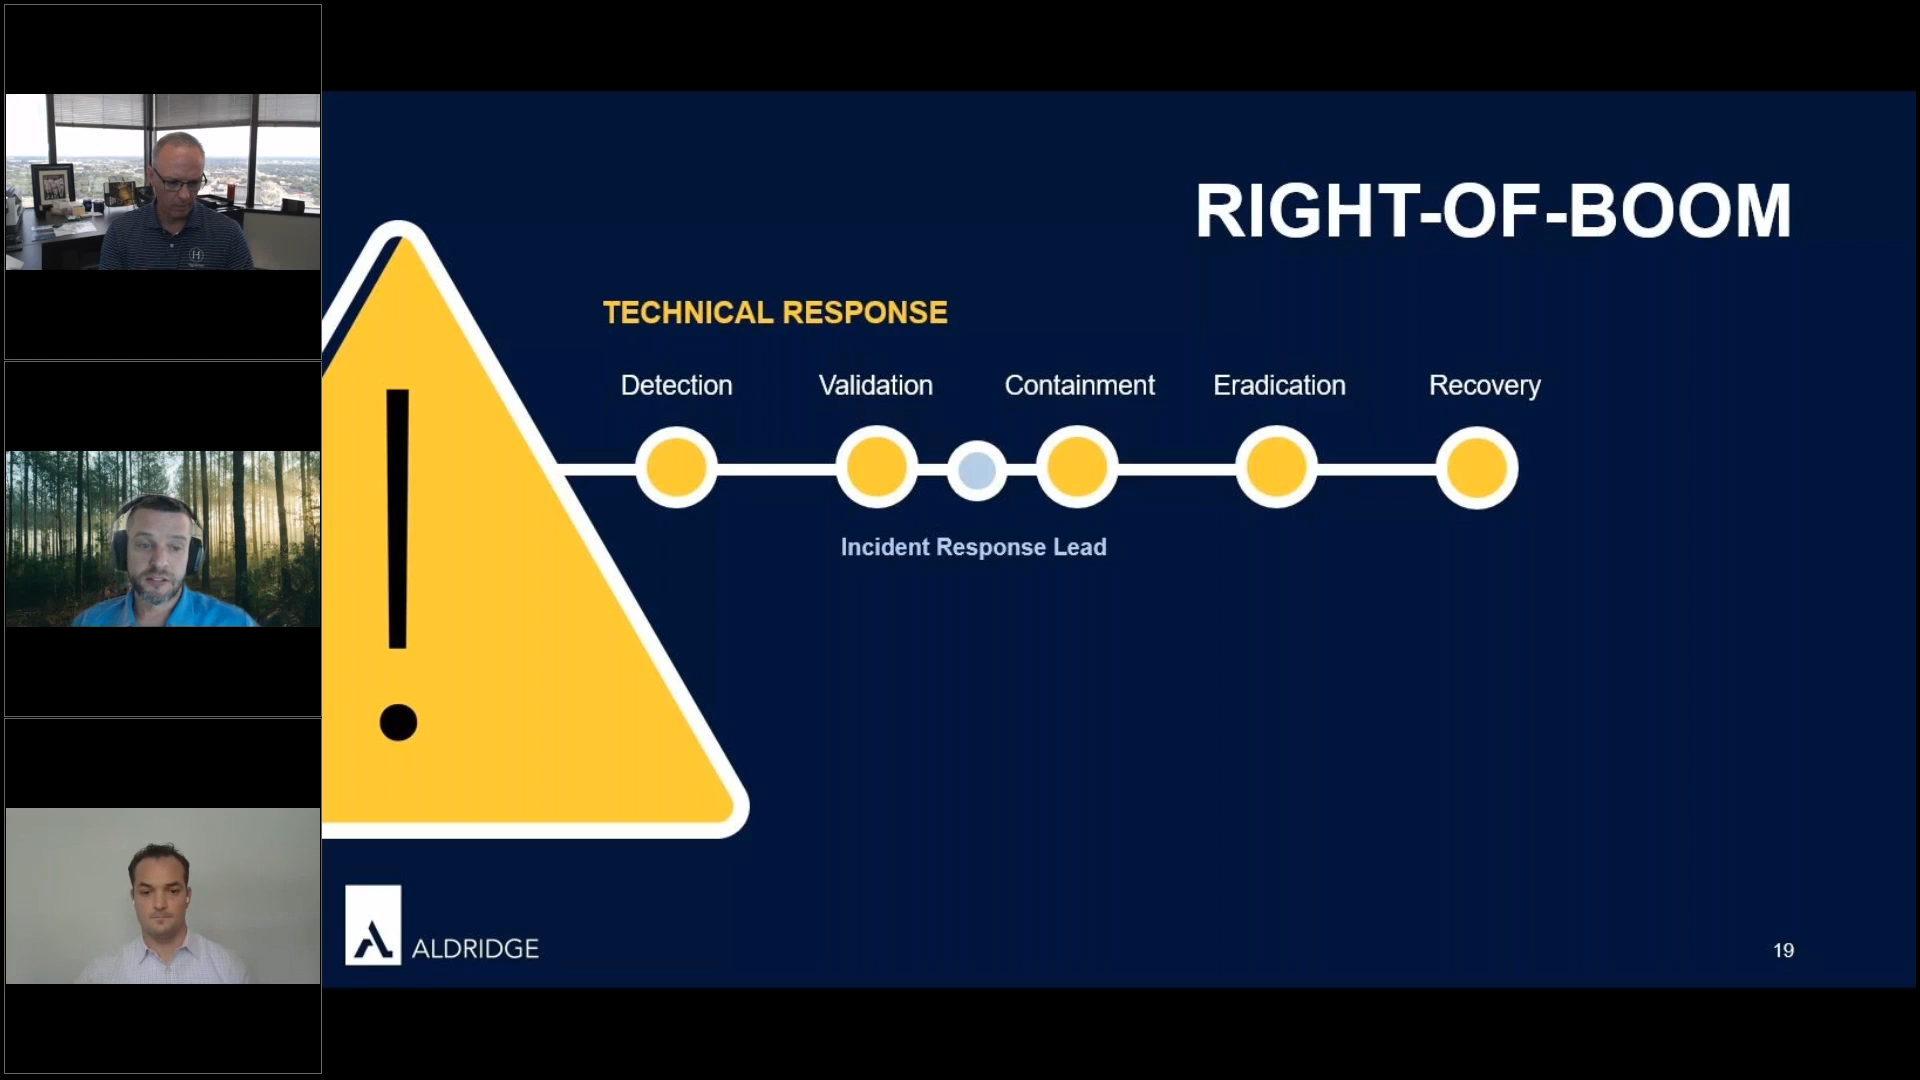 RIGHT-OF-BOOM
TECHNICAL RESPONSE
Detection Validation Containment Eradication Recovery
Incident Response Lead
ALDRIDGE
19